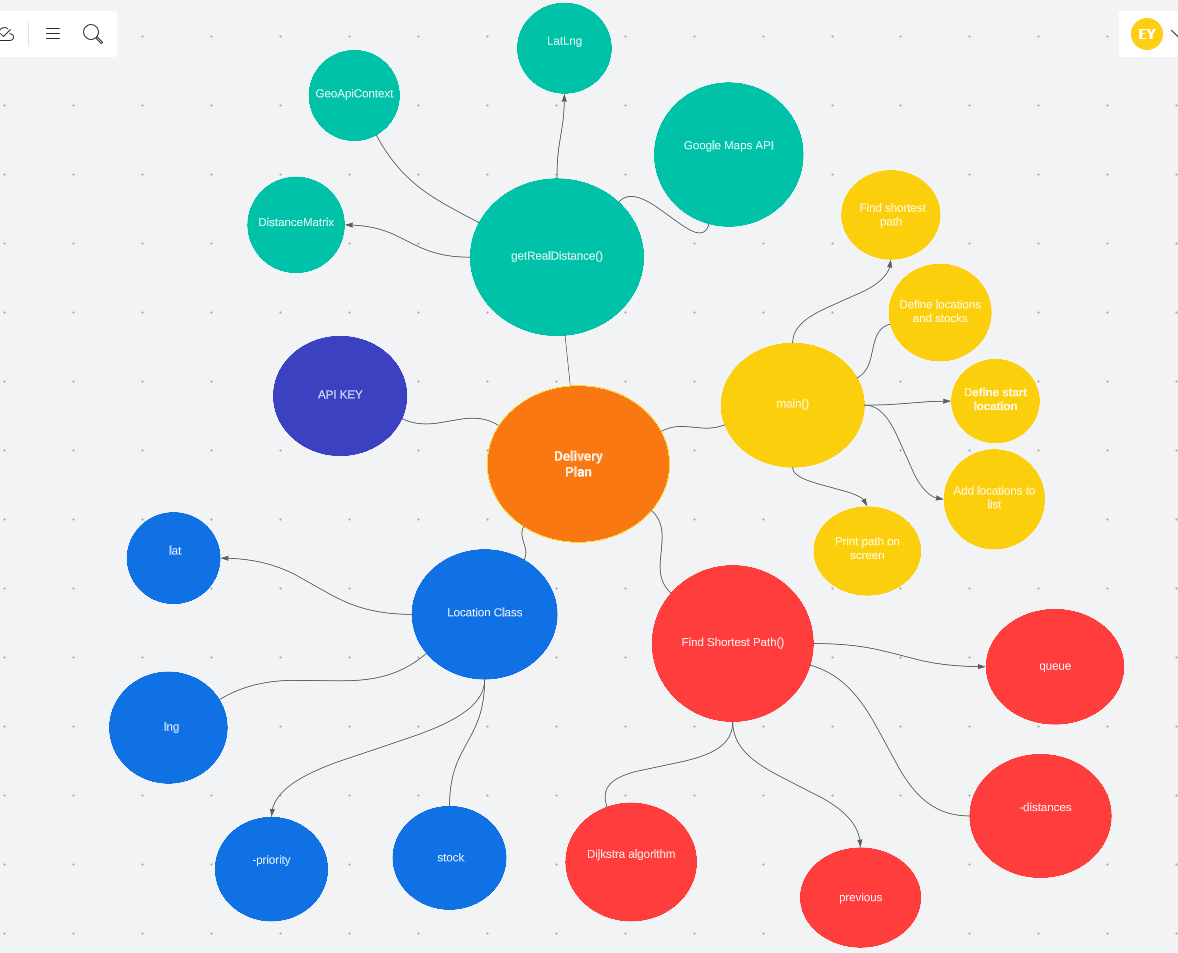 EY
LatLng
GeoApiContext
Google Maps API
DistanceMatrix
getRealDistance()
Find shortest
path
Define locations
and stocks
API KEY
main()
Define start
location
Delivery
Plan
Add locations to
list
Print path on
screen
lat
Location Class
Find Shortest Path()
queue
lng
-distances
-priority
stock
Dijkstra algorithm
previous